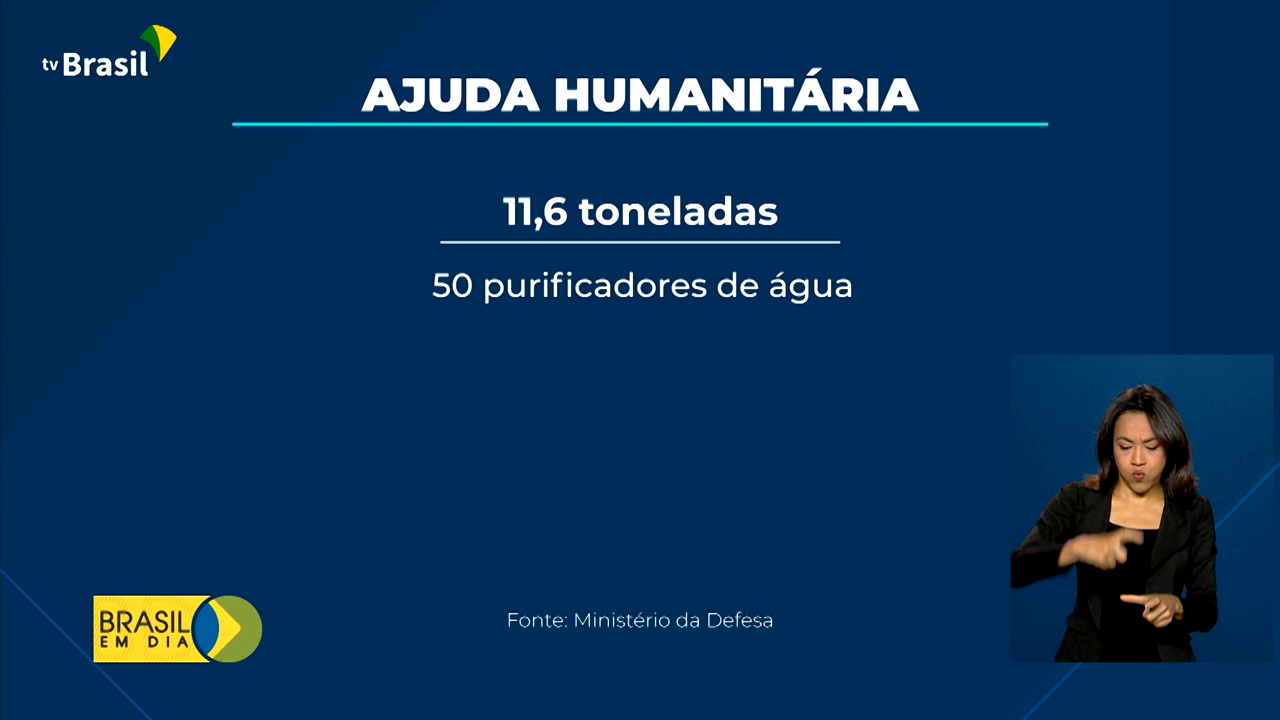 tv Brasil
AJUDA HUMANITÁRIA
11,6 toneladas
50 purificadores de água
BRASIL
EM DIA
Fonte: Ministério da Defesa